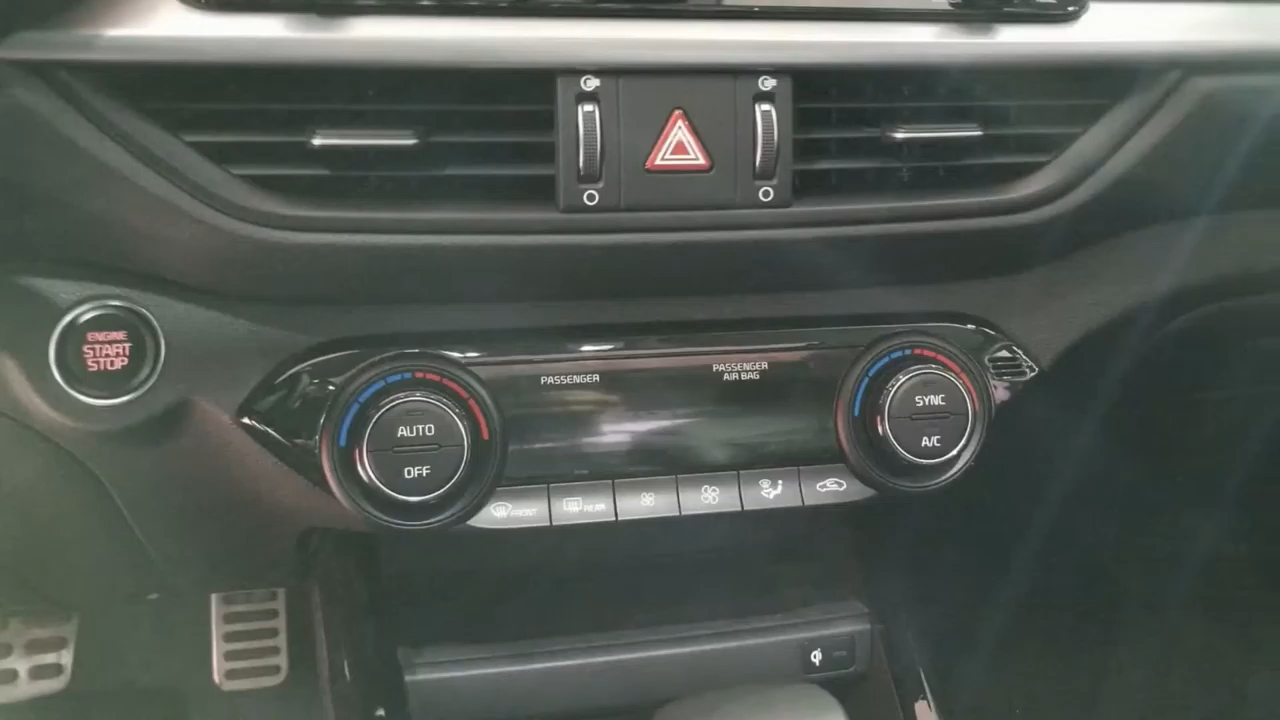 ENGINE
START
STOP
AUTO
OFF
PASSENGER
PASSENGER
AIR BAG
SYNC
A/C
FRONT
REAR